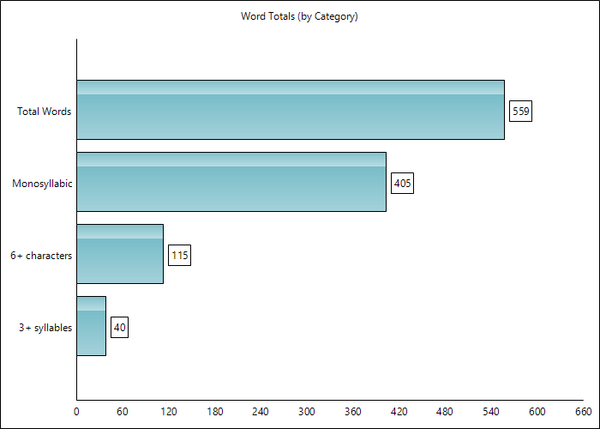 Word Totals (by Category)
Total Words 559
Monosyllabic 405
6+ characters 115
3+ syllables 40
0 60 120 180 240 300 360 420 480 540 600 660